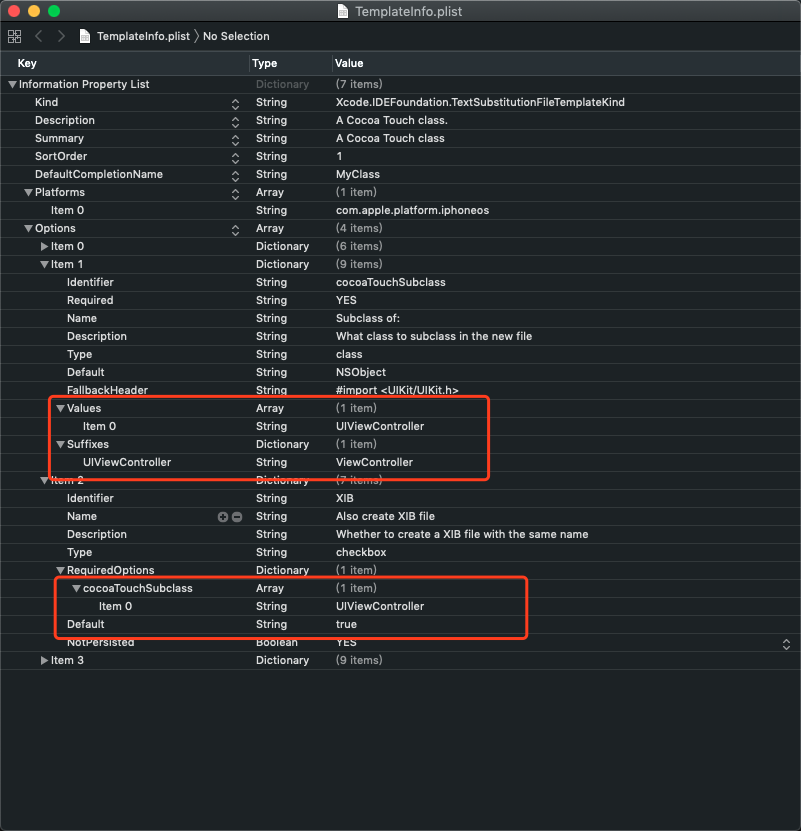 TemplateInfo.plist
TemplateInfo.plist No Selection
Key Type Value
Information Property List Dictionary (7 items)
Kind String Xcode.IDEFoundation.TextSubstitutionFileTemplateKind
Description String A Cocoa Touch class.
Summary String A Cocoa Touch class
SortOrder String 1
DefaultCompletionName String MyClass
Platforms Array (1 item)
Item 0 String com.apple.platform.iphoneos
Options Array (4 items)
Item 0 Dictionary (6 items)
Item 1 Dictionary (9 items)
Identifier String cocoaTouchSubclass
Required String YES
Name String Subclass of:
Description String What class to subclass in the new file
Type String class
Default String NSObject
FallbackHeader String #import <UIKit/UIKit.h>
Values Array (1 item)
Item 0 String UIViewController
Suffixes Dictionary (1 item)
UIViewController String ViewController
Item 2 Dictionary (7 items)
Identifier String XIB
Name String Also create XIB file
Description String Whether to create a XIB file with the same name
Type String checkbox
RequiredOptions Dictionary (1 item)
cocoaTouchSubclass Array (1 item)
Item 0 String UIViewController
Default String true
NotPersisted Boolean YES
Item 3 Dictionary (9 items)